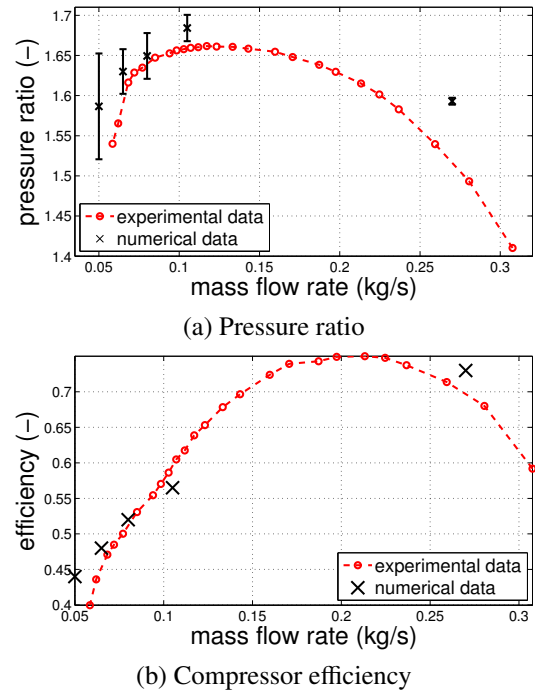 1.7
1.65
1.6
1.55
1.5
1.45
1.4
pressure ratio (−)
experimental data
numerical data
0.05 0.1 0.15 0.2 0.25 0.3
mass flow rate (kg/s)
(a) Pressure ratio
0.7
0.65
0.6
0.55
0.5
0.45
0.4
efficiency (−)
experimental data
numerical data
0.05 0.1 0.15 0.2 0.25 0.3
mass flow rate (kg/s)
(b) Compressor efficiency